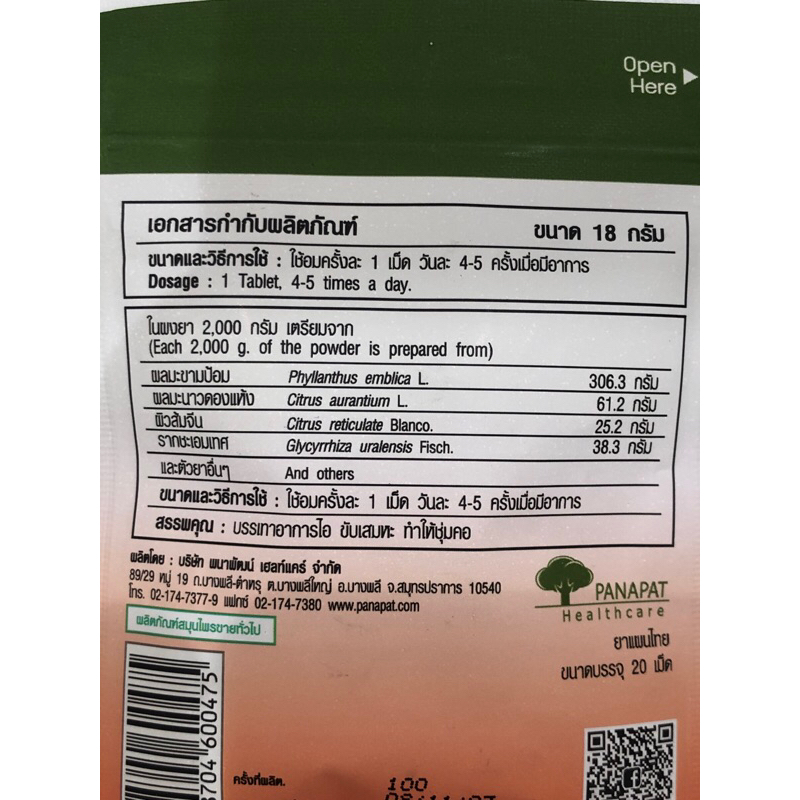 Open
Here
เอกสารกำกับผลิตภัณฑ์ ขนาด 18 กรัม
ขนาดและวิธีการใช้ : ใช้อมครั้งละ 1 เม็ด วันละ 4-5 ครั้งเมื่อมีอาการ
Dosage : 1 Tablet, 4-5 times a day.
ในผงยา 2,000 กรัม เตรียมจาก
(Each 2,000 g. of the powder is prepared from)
ผลมะขามป้อม Phyllanthus emblica L. 306.3 กรัม
ผลมะนาวดองแห้ง Citrus aurantium L. 61.2 กรัม
ผิวส้มจีน Citrus reticulate Blanco. 25.2 กรัม
รากชะเอมเทศ Glycyrrhiza uralensis Fisch. 38.3 กรัม
และตัวยาอื่นๆ And others
ขนาดและวิธีการใช้ : ใช้อมครั้งละ 1 เม็ด วันละ 4-5 ครั้งเมื่อมีอาการ
สรรพคุณ : บรรเทาอาการไอ ขับเสมหะ ทำให้ชุ่มคอ
ผลิตโดย : บริษัท พนาพัฒน์ เฮลท์แคร์ จำกัด
89/29 หมู่ 19 ถ.บางพลี-ตำหรุ ต.บางพลีใหญ่ อ.บางพลี จ.สมุทรปราการ 10540
โทร. 02-174-7377-9 แฟกซ์ 02-174-7380 www.panapat.com
PANAPAT
Healthcare
ผลิตภัณฑ์สมุนไพรขายทั่วไป
ยาแผนไทย
ขนาดบรรจุ 20 เม็ด
704 600475
ครั้งที่ผลิต. 100